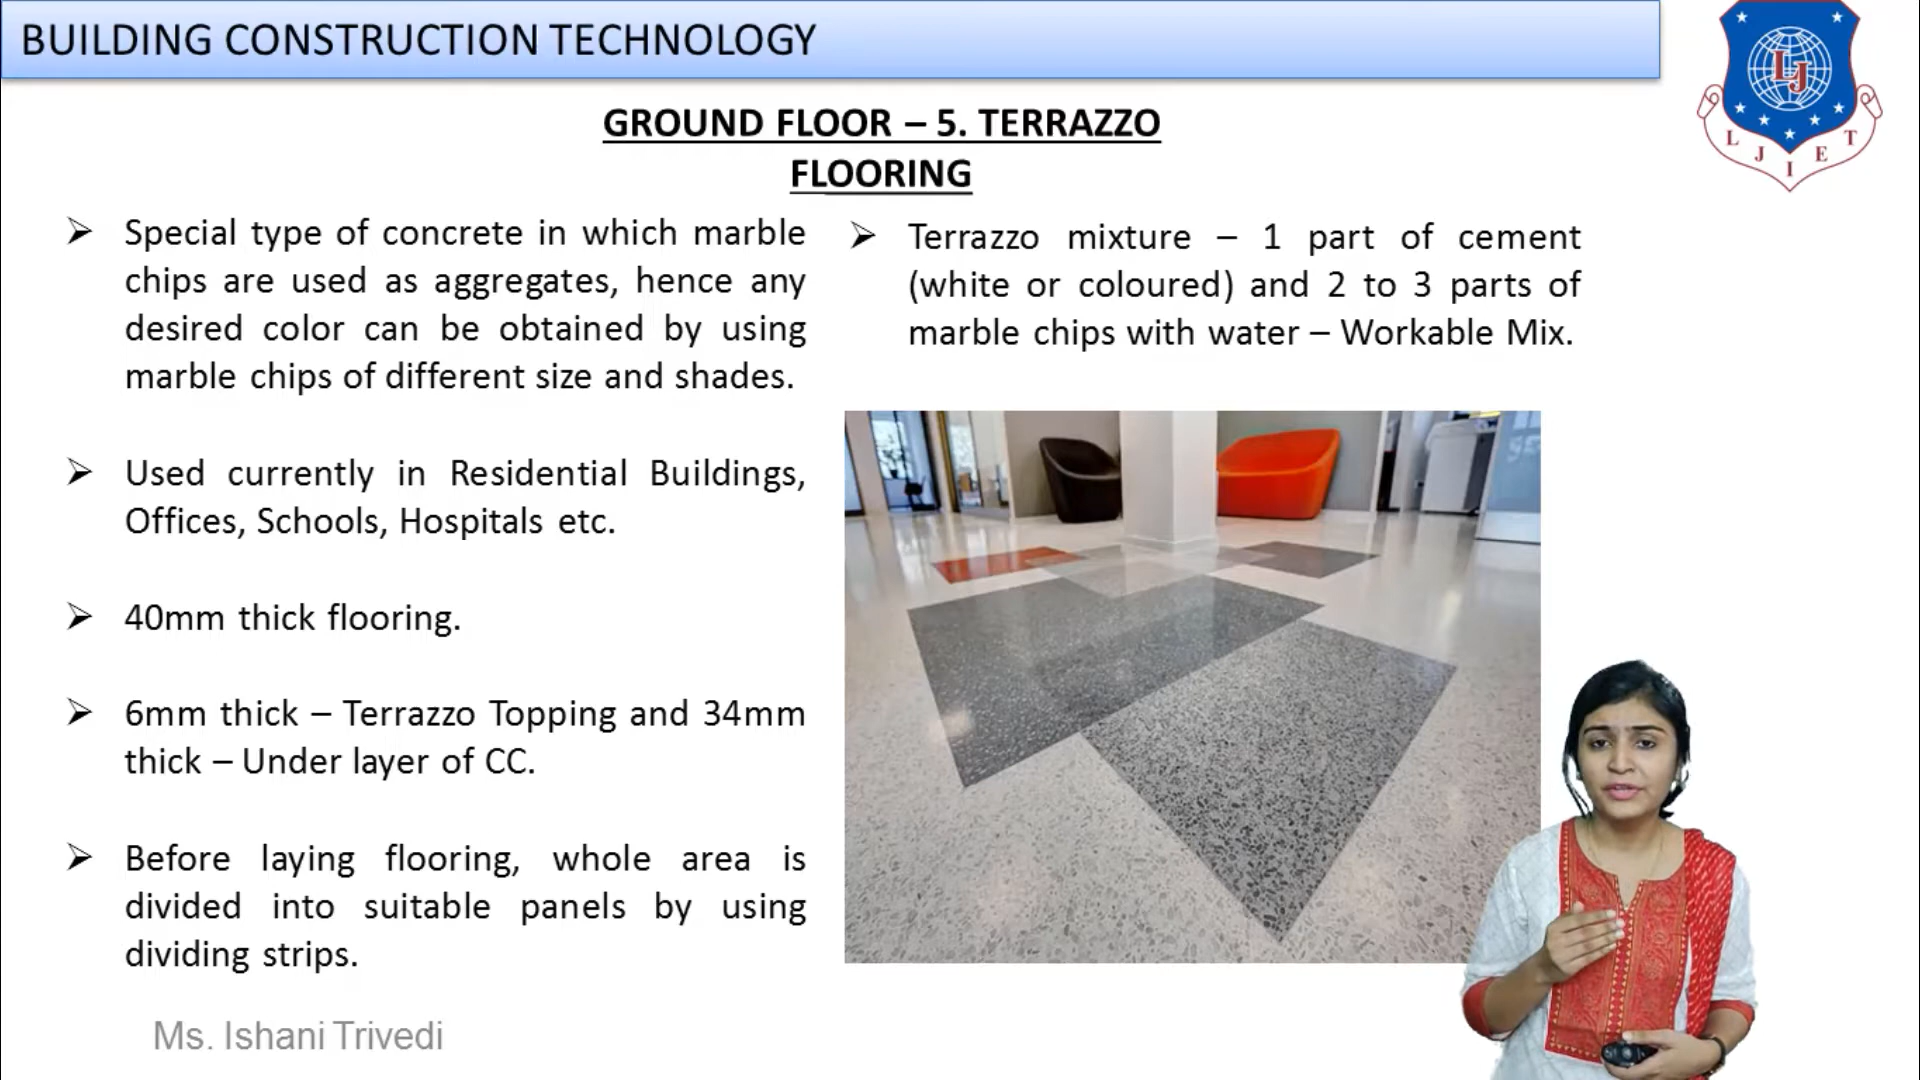 BUILDING CONSTRUCTION TECHNOLOGY
GROUND FLOOR – 5. TERRAZZO
FLOORING
➢ Special type of concrete in which marble
chips are used as aggregates, hence any
desired color can be obtained by using
marble chips of different size and shades.
➢ Used currently in Residential Buildings,
Offices, Schools, Hospitals etc.
➢ 40mm thick flooring.
➢ 6mm thick – Terrazzo Topping and 34mm
thick – Under layer of CC.
➢ Before laying flooring, whole area is
divided into suitable panels by using
dividing strips.
➢ Terrazzo mixture – 1 part of cement
(white or coloured) and 2 to 3 parts of
marble chips with water – Workable Mix.
LJ
L J I E T
Ms. Ishani Trivedi